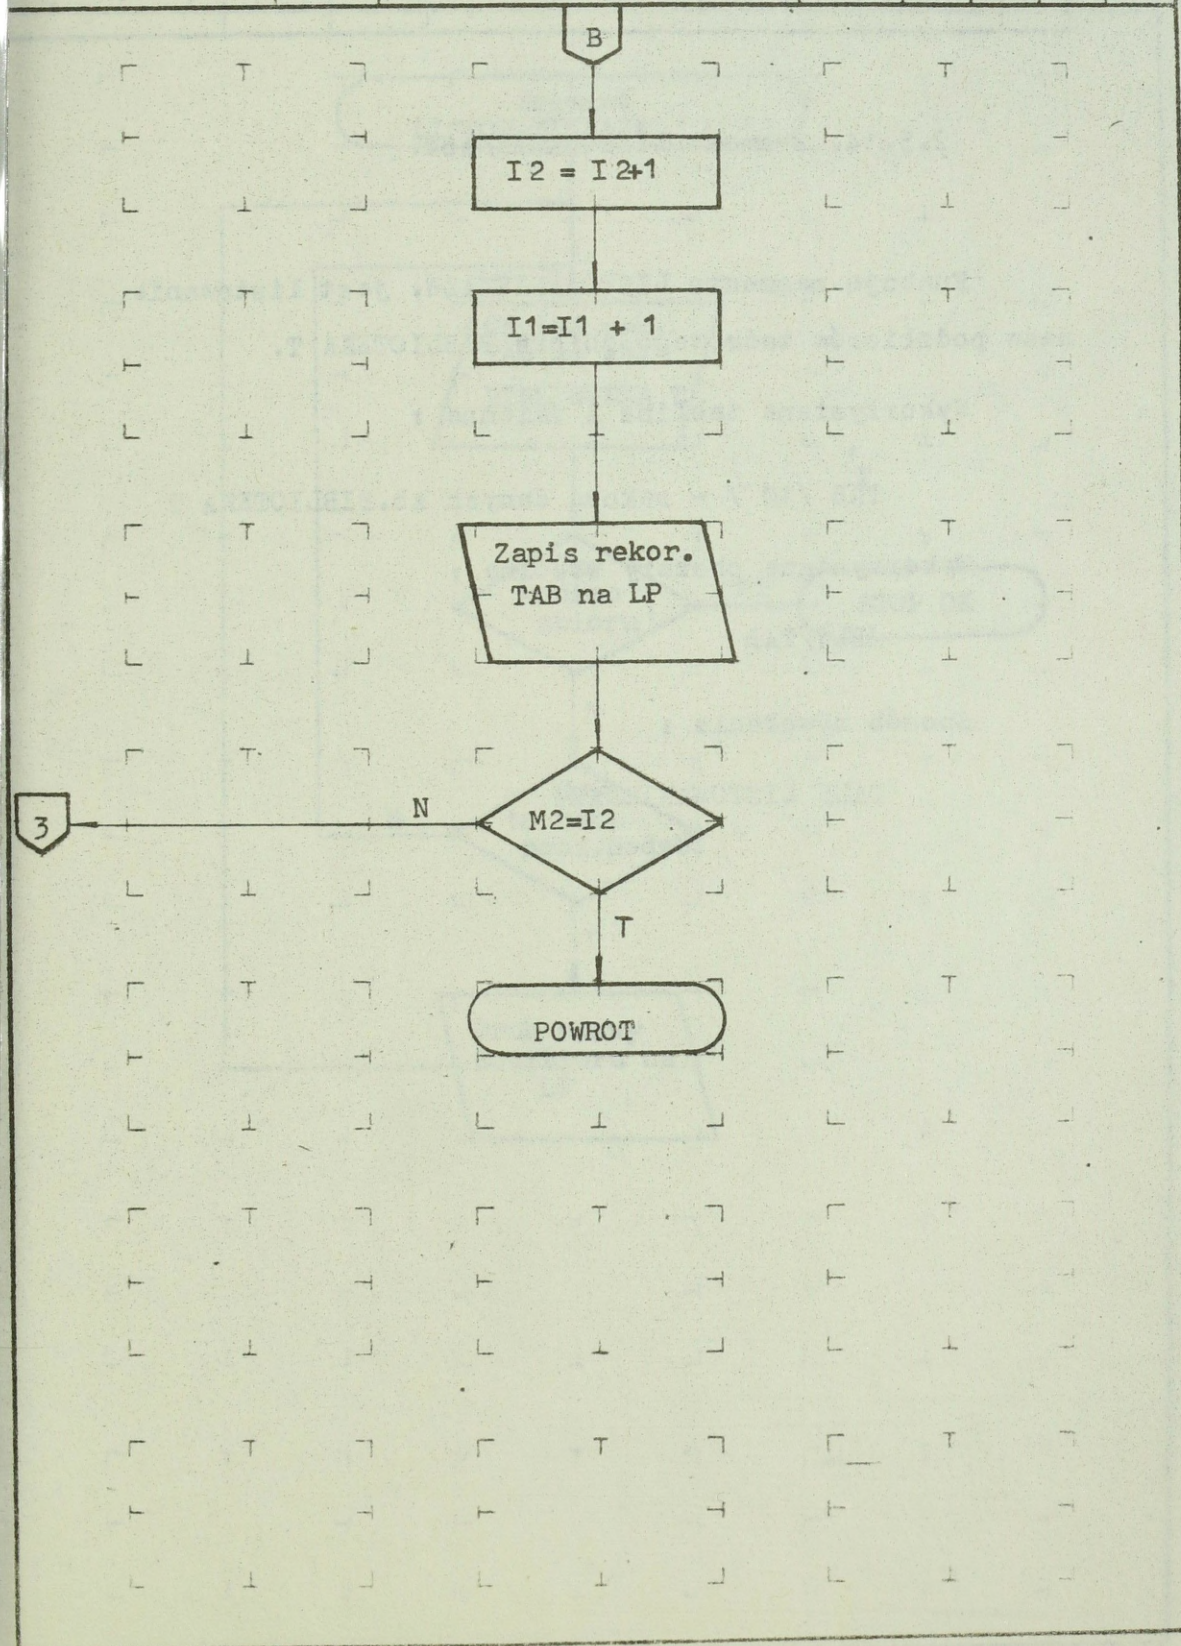 B
I2 = I2+1
I1=I1 + 1
Zapis rekor.
TAB na LP
N
M2=I2
3
T
POWROT